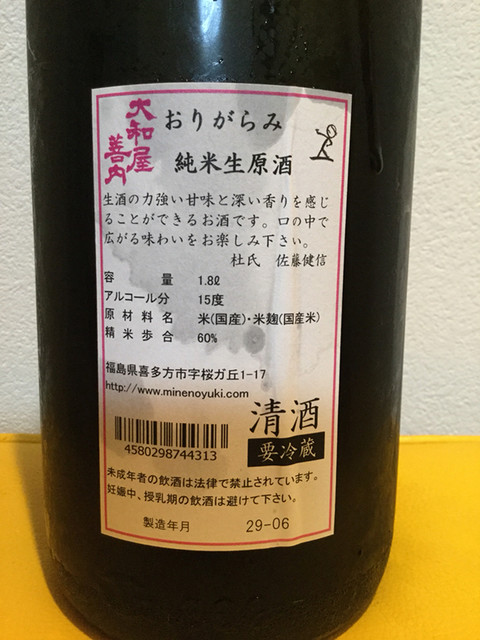 大和屋
善内
おりがらみ
純米生原酒
生酒の力強い甘味と深い香りを感じ
ることができるお酒です。口の中で
広がる味わいをお楽しみ下さい。
杜氏 佐藤健信
容量 1.8ℓ
アルコール分 15度
原材料名 米(国産)・米麹(国産米)
精米歩合 60%
福島県喜多方市字桜ガ丘1-17
http://www.minenoyuki.com
4580298744313
清酒
要冷蔵
未成年者の飲酒は法律で禁止されています。
妊娠中、授乳期の飲酒は避けて下さい。
製造年月 29-06